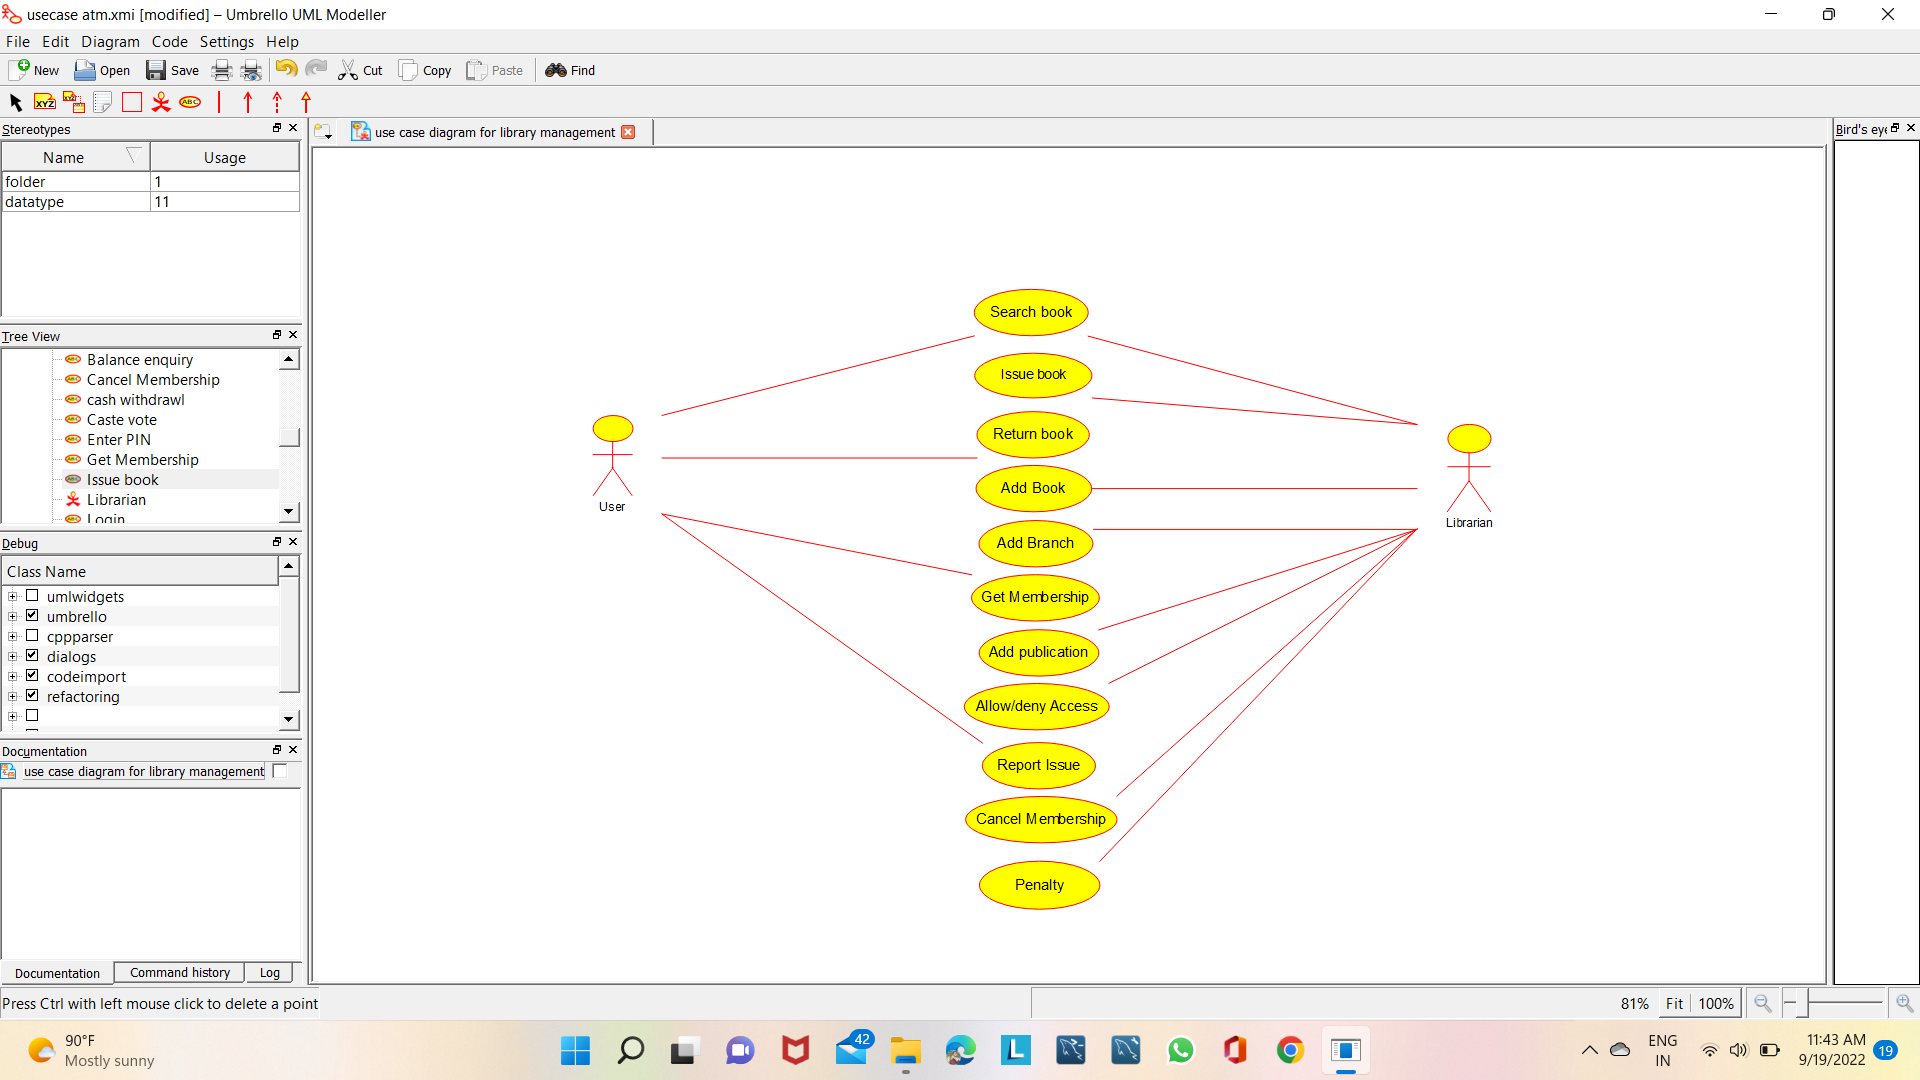 usecase atm.xmi [modified] – Umbrello UML Modeller
File Edit Diagram Code Settings Help
New Open Save Cut Copy Paste Find
XYZ XYZ ABC
Stereotypes
use case diagram for library management
Bird's eye
Name Usage
folder 1
datatype 11
Tree View
Balance enquiry
Cancel Membership
cash withdrawl
Caste vote
Enter PIN
Get Membership
Issue book
Librarian
Login
Debug
Class Name
umlwidgets
umbrello
cppparser
dialogs
codeimport
refactoring
Documentation
use case diagram for library management
Documentation Command history Log
Search book
Issue book
Return book
Add Book
Add Branch
Get Membership
Add publication
Allow/deny Access
Report Issue
Cancel Membership
Penalty
User
Librarian
Press Ctrl with left mouse click to delete a point
81% Fit 100%
90°F
Mostly sunny
42
L
ENG
IN
11:43 AM
9/19/2022
19